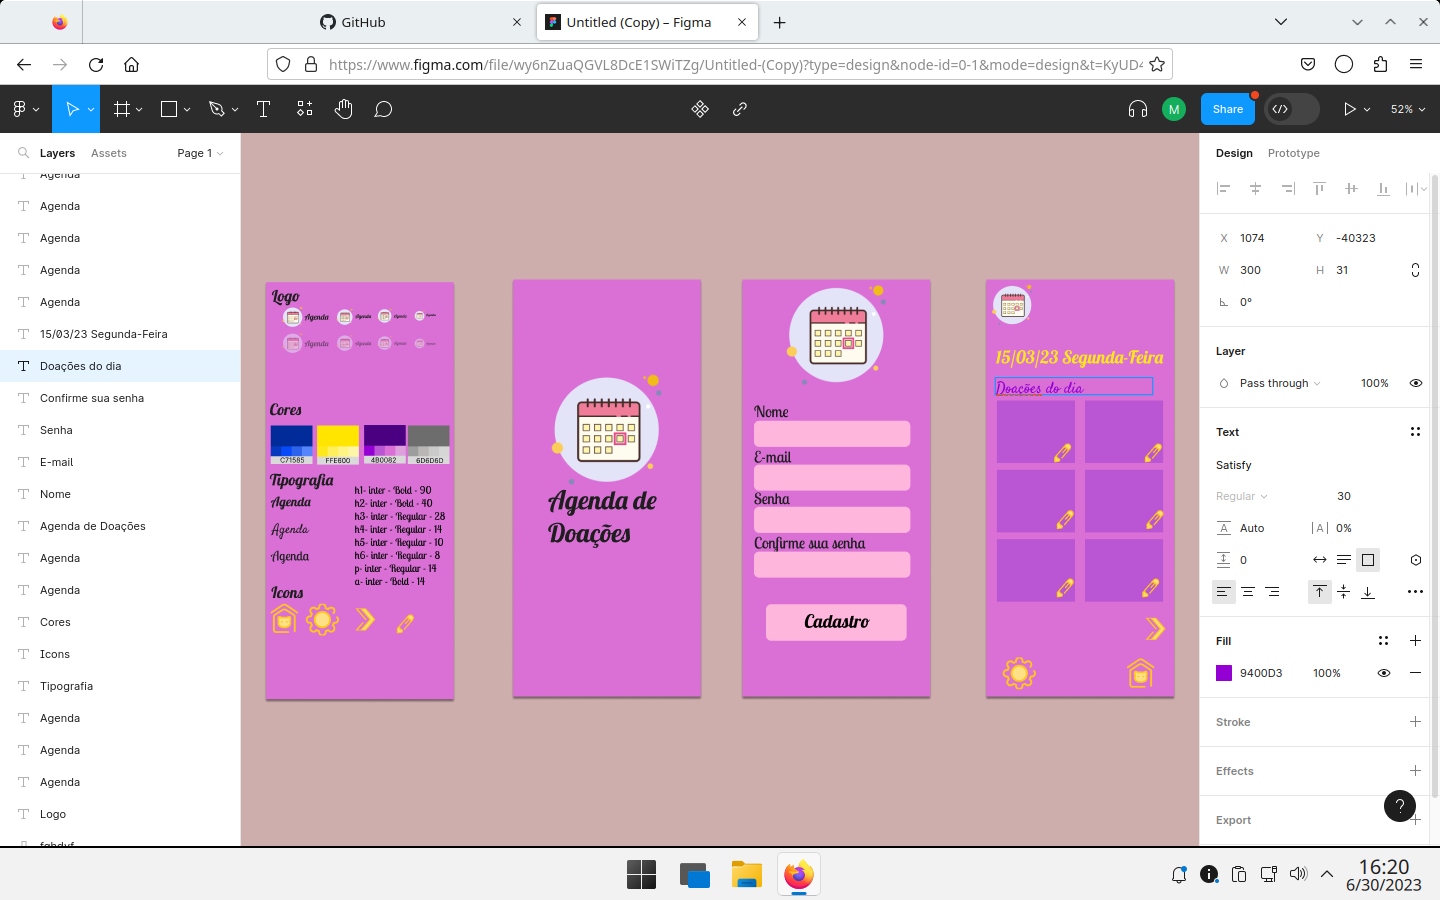 GitHub
Untitled (Copy) – Figma
https://www.figma.com/file/wy6nZuaQGVL8DcE1SWiTZg/Untitled-(Copy)?type=design&node-id=0-1&mode=design&t=KyUD
M
Share
52%
Layers
Assets
Page 1
Agenda
Agenda
Agenda
Agenda
Agenda
15/03/23 Segunda-Feira
Doações do dia
Confirme sua senha
Senha
E-mail
Nome
Agenda de Doações
Agenda
Agenda
Cores
Icons
Tipografia
Agenda
Agenda
Agenda
Logo
Logo
Agenda
Agenda
Agenda
Agenda
Agenda
Agenda
Cores
C71585
FFE600
4B0082
6D6D6D
Tipografia
Agenda
Agenda
Agenda
h1- inter - Bold - 90
h2- inter - Bold - 40
h3- inter - Regular - 28
h4- inter - Regular - 14
h5- inter - Regular - 10
h6- inter - Regular - 8
p- inter - Regular - 14
a- inter - Bold - 14
Icons
Agenda de
Doações
Nome
E-mail
Senha
Confirme sua senha
Cadastro
15/03/23 Segunda-Feira
Doações do dia
Design
Prototype
X 1074
Y -40323
W 300
H 31
0°
Layer
Pass through
100%
Text
Satisfy
Regular
30
A Auto
|A| 0%
0
Fill
9400D3
100%
Stroke
Effects
Export
?
16:20
6/30/2023